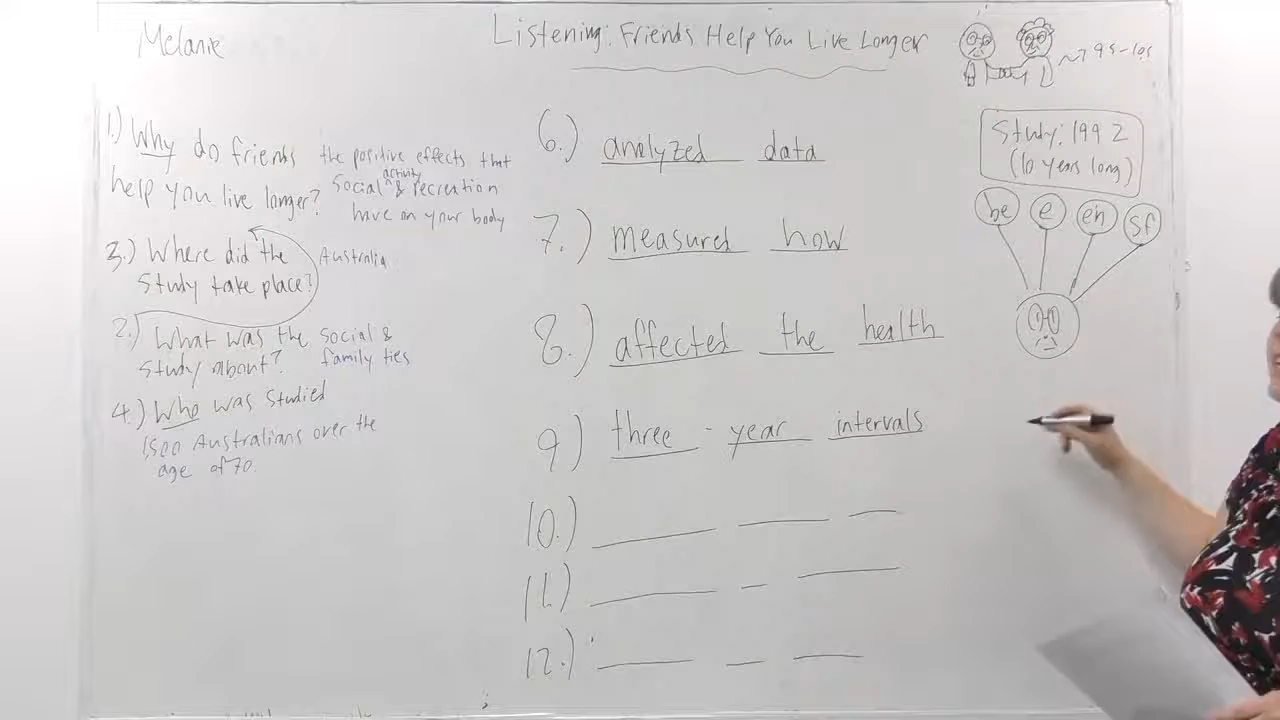 Melanie
Listening: Friends Help You Live Longer
~7 95-105
Study: 1992
(10 years long)
be e en sf
1.) Why do friends
help you live longer?
the positive effects that
activity
Social & recreation
have on your body
3.) Where did the
Study take place?
Australia
2.) What was the
Study about?
Social &
family ties
4.) Who was studied
1500 Australians over the
age of 70.
6.) analyzed data
7.) measured how
8.) affected the health
9) three - year intervals
10.)
11.)
12.)